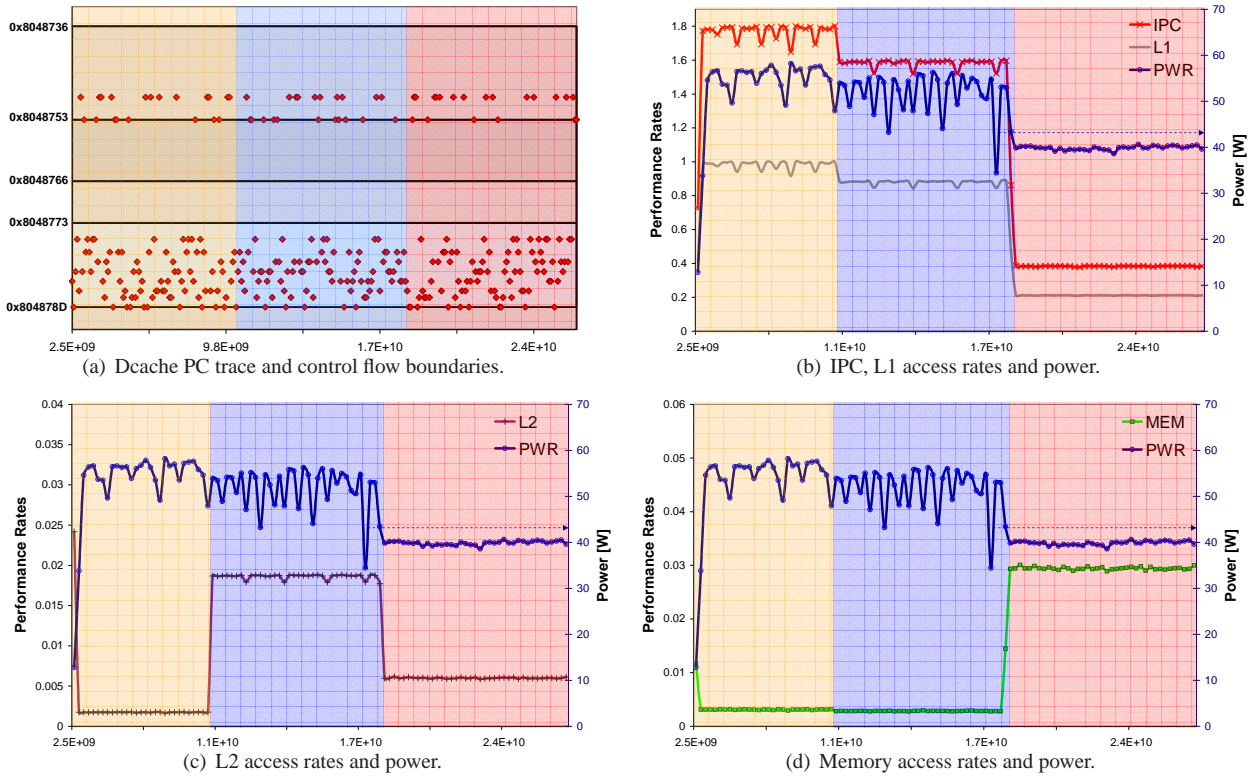 0x8048736
0x8048753
0x8048766
0x8048773
0x804878D
2.5E+09
9.8E+09
1.7E+10
2.4E+10
(a) Dcache PC trace and control flow boundaries.
Performance Rates
1.8
1.6
1.4
1.2
1
0.8
0.6
0.4
0.2
0
IPC
L1
PWR
70
60
50
40
30
20
10
0
Power [W]
2.5E+09
1.1E+10
1.7E+10
2.4E+10
(b) IPC, L1 access rates and power.
Performance Rates
0.04
0.035
0.03
0.025
0.02
0.015
0.01
0.005
0
L2
PWR
70
60
50
40
30
20
10
0
Power [W]
2.5E+09
1.1E+10
1.7E+10
2.4E+10
(c) L2 access rates and power.
Performance Rates
0.06
0.05
0.04
0.03
0.02
0.01
0
MEM
PWR
70
60
50
40
30
20
10
0
Power [W]
2.5E+09
1.1E+10
1.7E+10
2.4E+10
(d) Memory access rates and power.